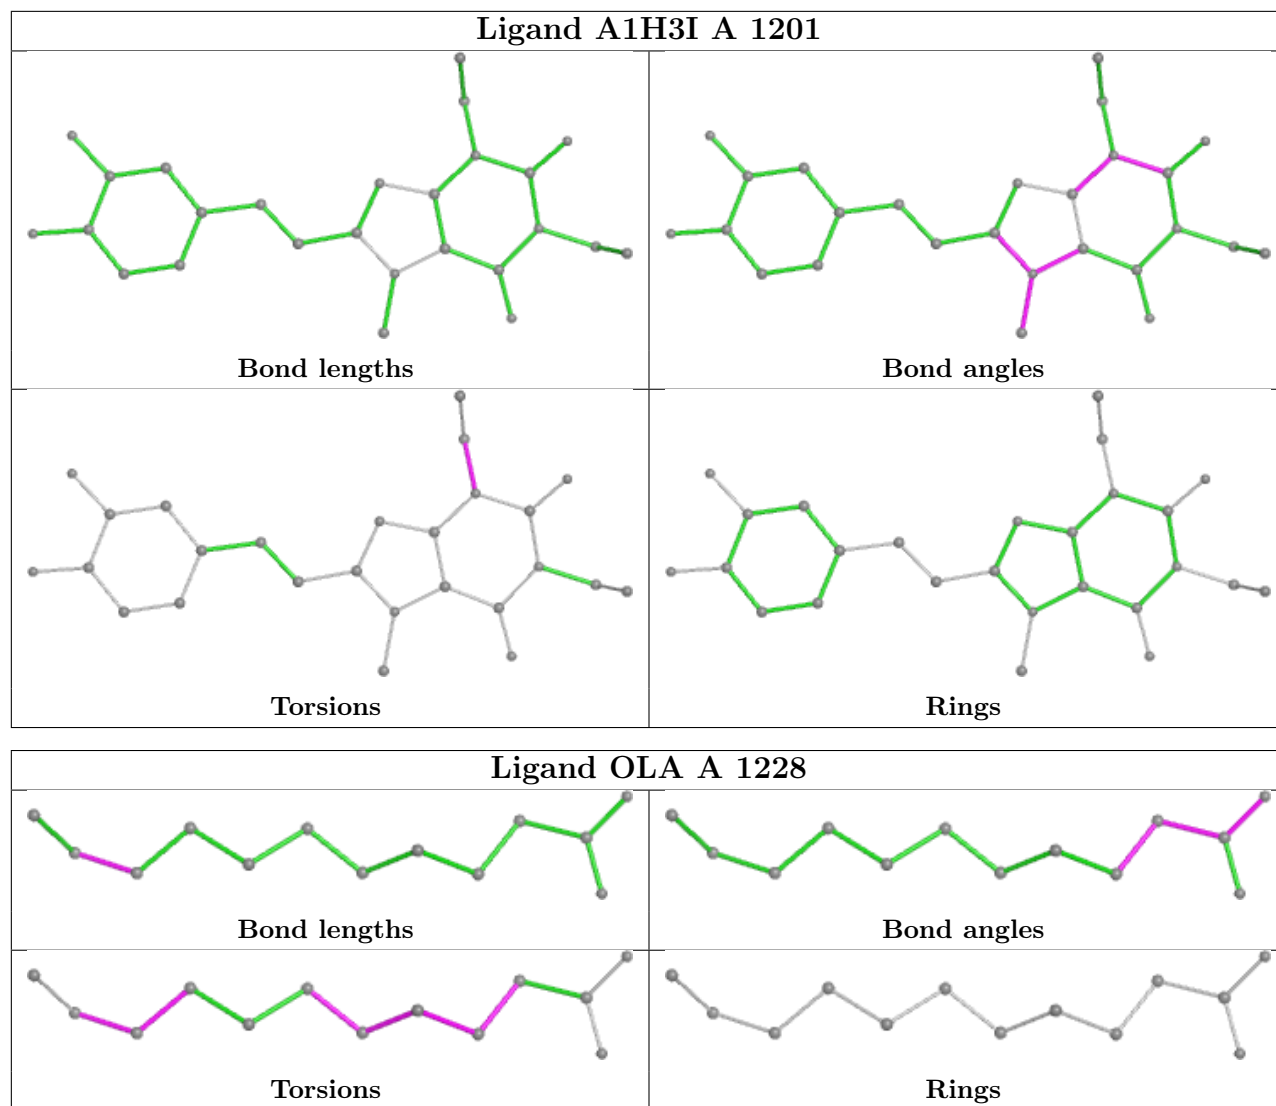 Ligand A1H3I A 1201
Bond lengths
Bond angles
Torsions
Rings
Ligand OLA A 1228
Bond lengths
Bond angles
Torsions
Rings